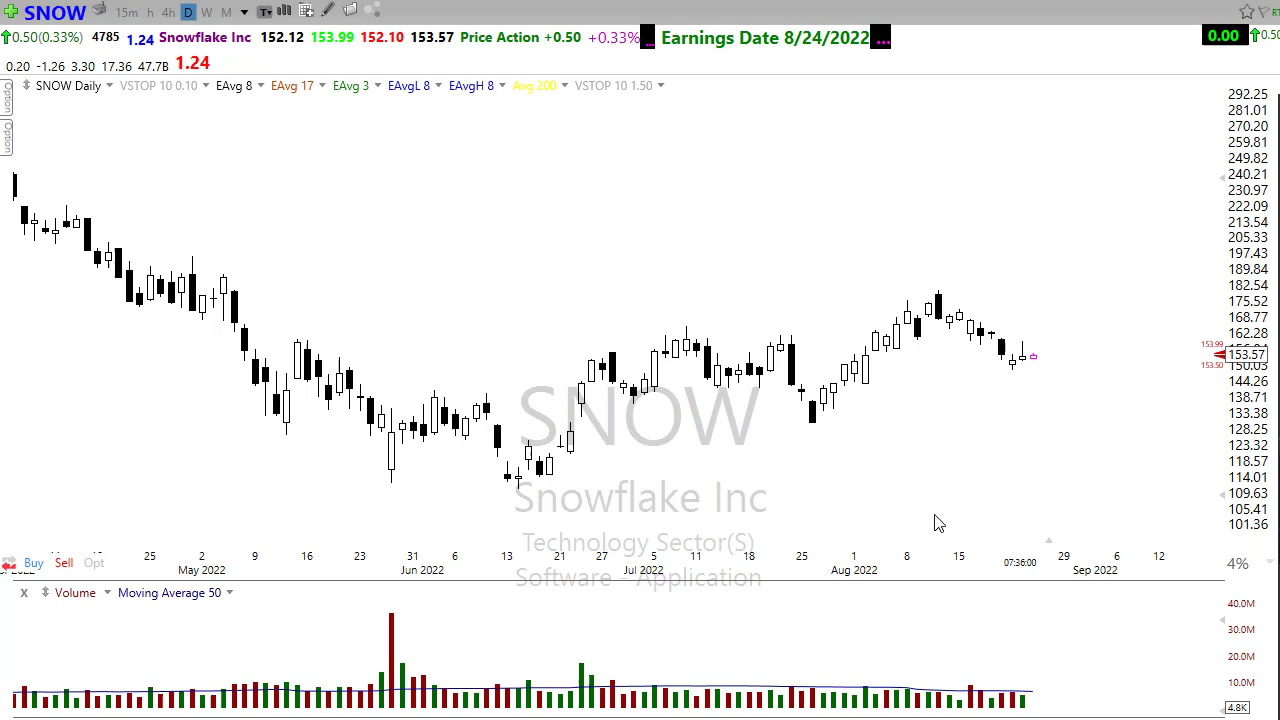 SNOW 15m h 4h D W M
0.50(0.33%) 4785 1.24 Snowflake Inc 152.12 153.99 152.10 153.57 Price Action +0.50 +0.33% ... Earnings Date 8/24/2022 ... 0.00 0.50
0.20 -1.26 3.30 17.36 47.7B 1.24
SNOW Daily VSTOP 10 0.10 EAvg 8 EAvg 17 EAvg 3 EAvgL 8 EAvgH 8 Avg 200 VSTOP 10 1.50
Option
Option
292.25
281.01
270.20
259.81
249.82
240.21
230.97
222.09
213.54
205.33
197.43
189.84
182.54
175.52
168.77
162.28
153.99
153.57
153.50
150.03
144.26
138.71
133.38
128.25
123.32
118.57
114.01
109.63
105.41
101.36
SNOW
Snowflake Inc
Technology Sector(S)
Software - Application
Buy Sell Opt
25 2 9 16 23 31 6 13 21 27 5 11 18 25 1 8 15 29 6 12
May 2022 Jun 2022 Jul 2022 Aug 2022 07:36:00 Sep 2022
4%
x Volume Moving Average 50
40.0M
30.0M
20.0M
10.0M
4.8K